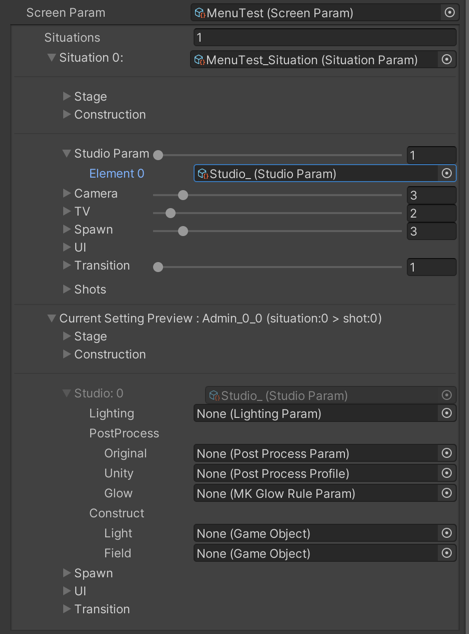 Screen Param MenuTest (Screen Param)
Situations 1
Situation 0: MenuTest_Situation (Situation Param)
Stage
Construction
Studio Param 1
Element 0 Studio_ (Studio Param)
Camera 3
TV 2
Spawn 3
UI
Transition 1
Shots
Current Setting Preview : Admin_0_0 (situation:0 > shot:0)
Stage
Construction
Studio: 0 Studio_ (Studio Param)
Lighting None (Lighting Param)
PostProcess
Original None (Post Process Param)
Unity None (Post Process Profile)
Glow None (MK Glow Rule Param)
Construct
Light None (Game Object)
Field None (Game Object)
Spawn
UI
Transition